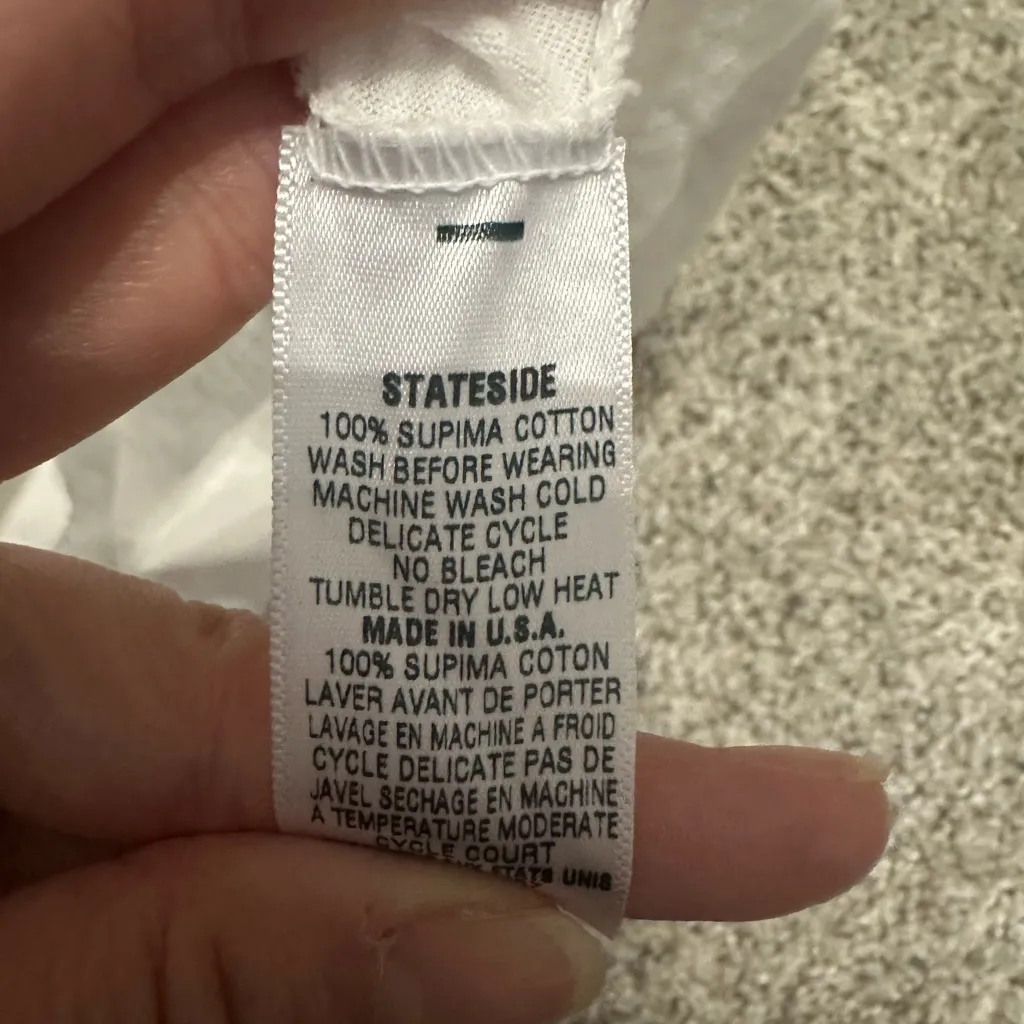 STATESIDE
100% SUPIMA COTTON
WASH BEFORE WEARING
MACHINE WASH COLD
DELICATE CYCLE
NO BLEACH
TUMBLE DRY LOW HEAT
MADE IN U.S.A.
100% SUPIMA COTON
LAVER AVANT DE PORTER
LAVAGE EN MACHINE A FROID
CYCLE DELICATE PAS DE
JAVEL SECHAGE EN MACHINE
A TEMPERATURE MODERATE
CYCLE COURT
STATS UNIS